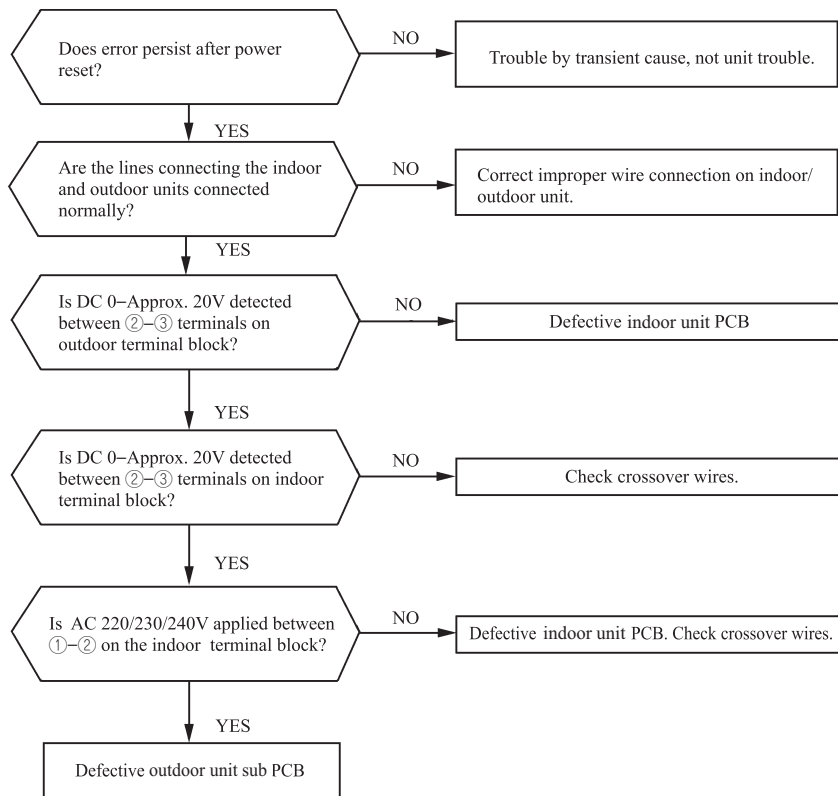 Does error persist after power
reset?
NO
Trouble by transient cause, not unit trouble.
YES
Are the lines connecting the indoor
and outdoor units connected
normally?
NO
Correct improper wire connection on indoor/
outdoor unit.
YES
Is DC 0–Approx. 20V detected
between ②–③ terminals on
outdoor terminal block?
NO
Defective indoor unit PCB
YES
Is DC 0–Approx. 20V detected
between ②–③ terminals on indoor
terminal block?
NO
Check crossover wires.
YES
Is AC 220/230/240V applied between
①–② on the indoor terminal block?
NO
Defective indoor unit PCB. Check crossover wires.
YES
Defective outdoor unit sub PCB